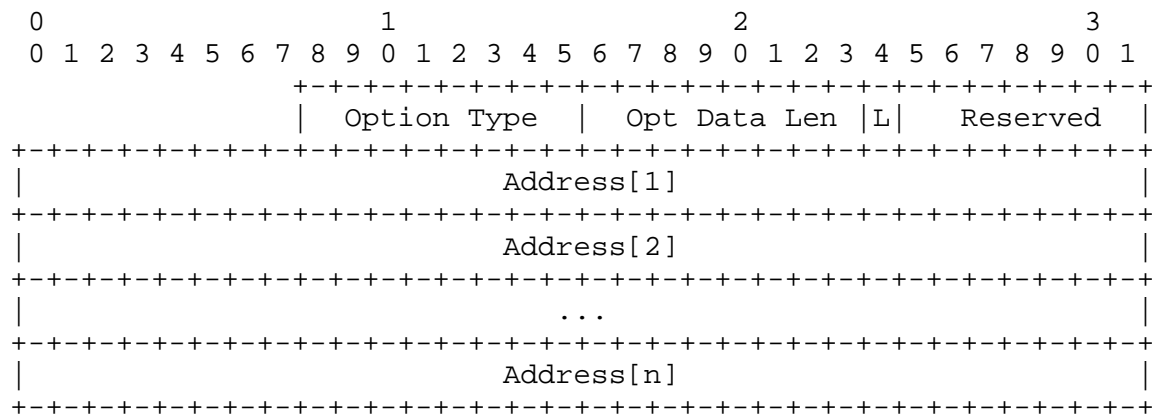 0                   1                   2                   3
 0 1 2 3 4 5 6 7 8 9 0 1 2 3 4 5 6 7 8 9 0 1 2 3 4 5 6 7 8 9 0 1
                +-+-+-+-+-+-+-+-+-+-+-+-+-+-+-+-+-+-+-+-+-+-+-+-+
                |  Option Type  |  Opt Data Len |L|   Reserved  |
+-+-+-+-+-+-+-+-+-+-+-+-+-+-+-+-+-+-+-+-+-+-+-+-+-+-+-+-+-+-+-+-+
|                           Address[1]                          |
+-+-+-+-+-+-+-+-+-+-+-+-+-+-+-+-+-+-+-+-+-+-+-+-+-+-+-+-+-+-+-+-+
|                           Address[2]                          |
+-+-+-+-+-+-+-+-+-+-+-+-+-+-+-+-+-+-+-+-+-+-+-+-+-+-+-+-+-+-+-+-+
|                              ...                              |
+-+-+-+-+-+-+-+-+-+-+-+-+-+-+-+-+-+-+-+-+-+-+-+-+-+-+-+-+-+-+-+-+
|                           Address[n]                          |
+-+-+-+-+-+-+-+-+-+-+-+-+-+-+-+-+-+-+-+-+-+-+-+-+-+-+-+-+-+-+-+-+